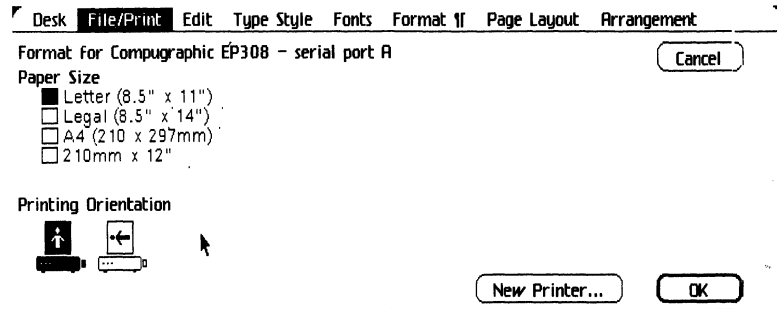 Desk File/Print Edit Type Style Fonts Format ¶ Page Layout Arrangement
Format for Compugraphic EP308 – serial port A
Cancel
Paper Size
Letter (8.5" x 11")
Legal (8.5" x 14")
A4 (210 x 297mm)
210mm x 12"
Printing Orientation
New Printer...
OK